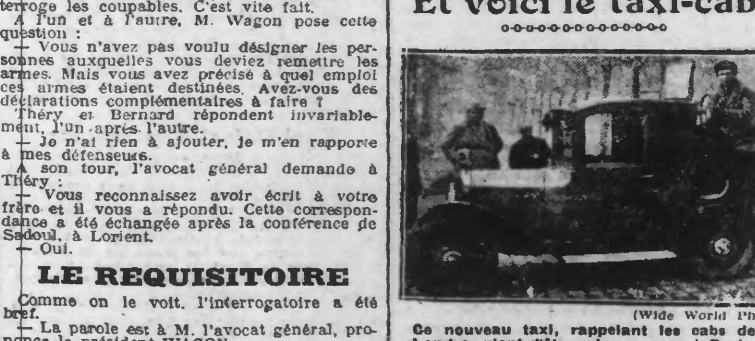 terroge les coupables. C'est vite fait.
A l'un et à l'autre, M. Wagon pose cette
question :
— Vous n'avez pas voulu désigner les per-
sonnes auxquelles vous deviez remettre les
armes. Mais vous avez précisé à quel emploi
ces armes étaient destinées. Avez-vous des
déclarations complémentaires à faire ?
Théry et Bernard répondent invariable-
ment, l'un après l'autre.
— Je n'ai rien à ajouter, je m'en rapporte
à mes défenseurs.
A son tour, l'avocat général demande à
Théry :
— Vous reconnaissez avoir écrit à votre
frère et il vous a répondu. Cette correspon-
dance a été échangée après la conférence de
Sadoul, à Lorient.
— Oui.
LE REQUISITOIRE
Comme on le voit, l'interrogatoire a été
bref.
— La parole est à M. l'avocat général, pro-
nonce le président WAGON.
Et voici le taxi-cab
(Wide World Ph
Ce nouveau taxi, rappelant les cabs de